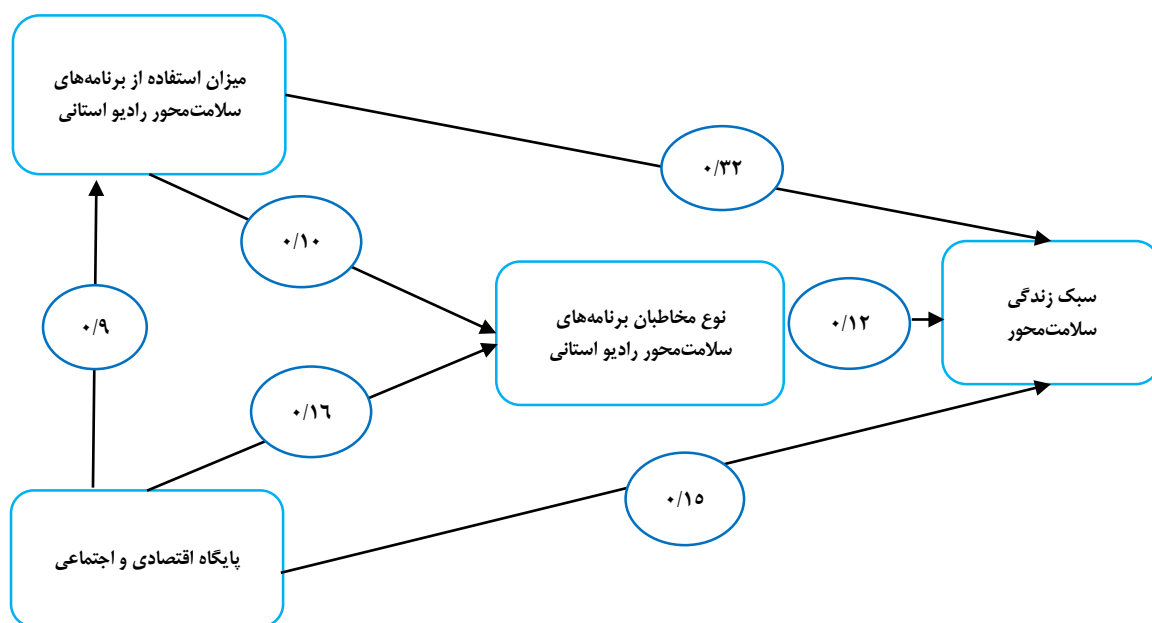 میزان استفاده از برنامه‌های
سلامت‌محور رادیو استانی
۰/۳۲
۰/۱۰
سبک زندگی
سلامت‌محور
نوع مخاطبان برنامه‌های
سلامت‌محور رادیو استانی
۰/۱۲
۰/۹
۰/۱۶
۰/۱۵
پایگاه اقتصادی و اجتماعی